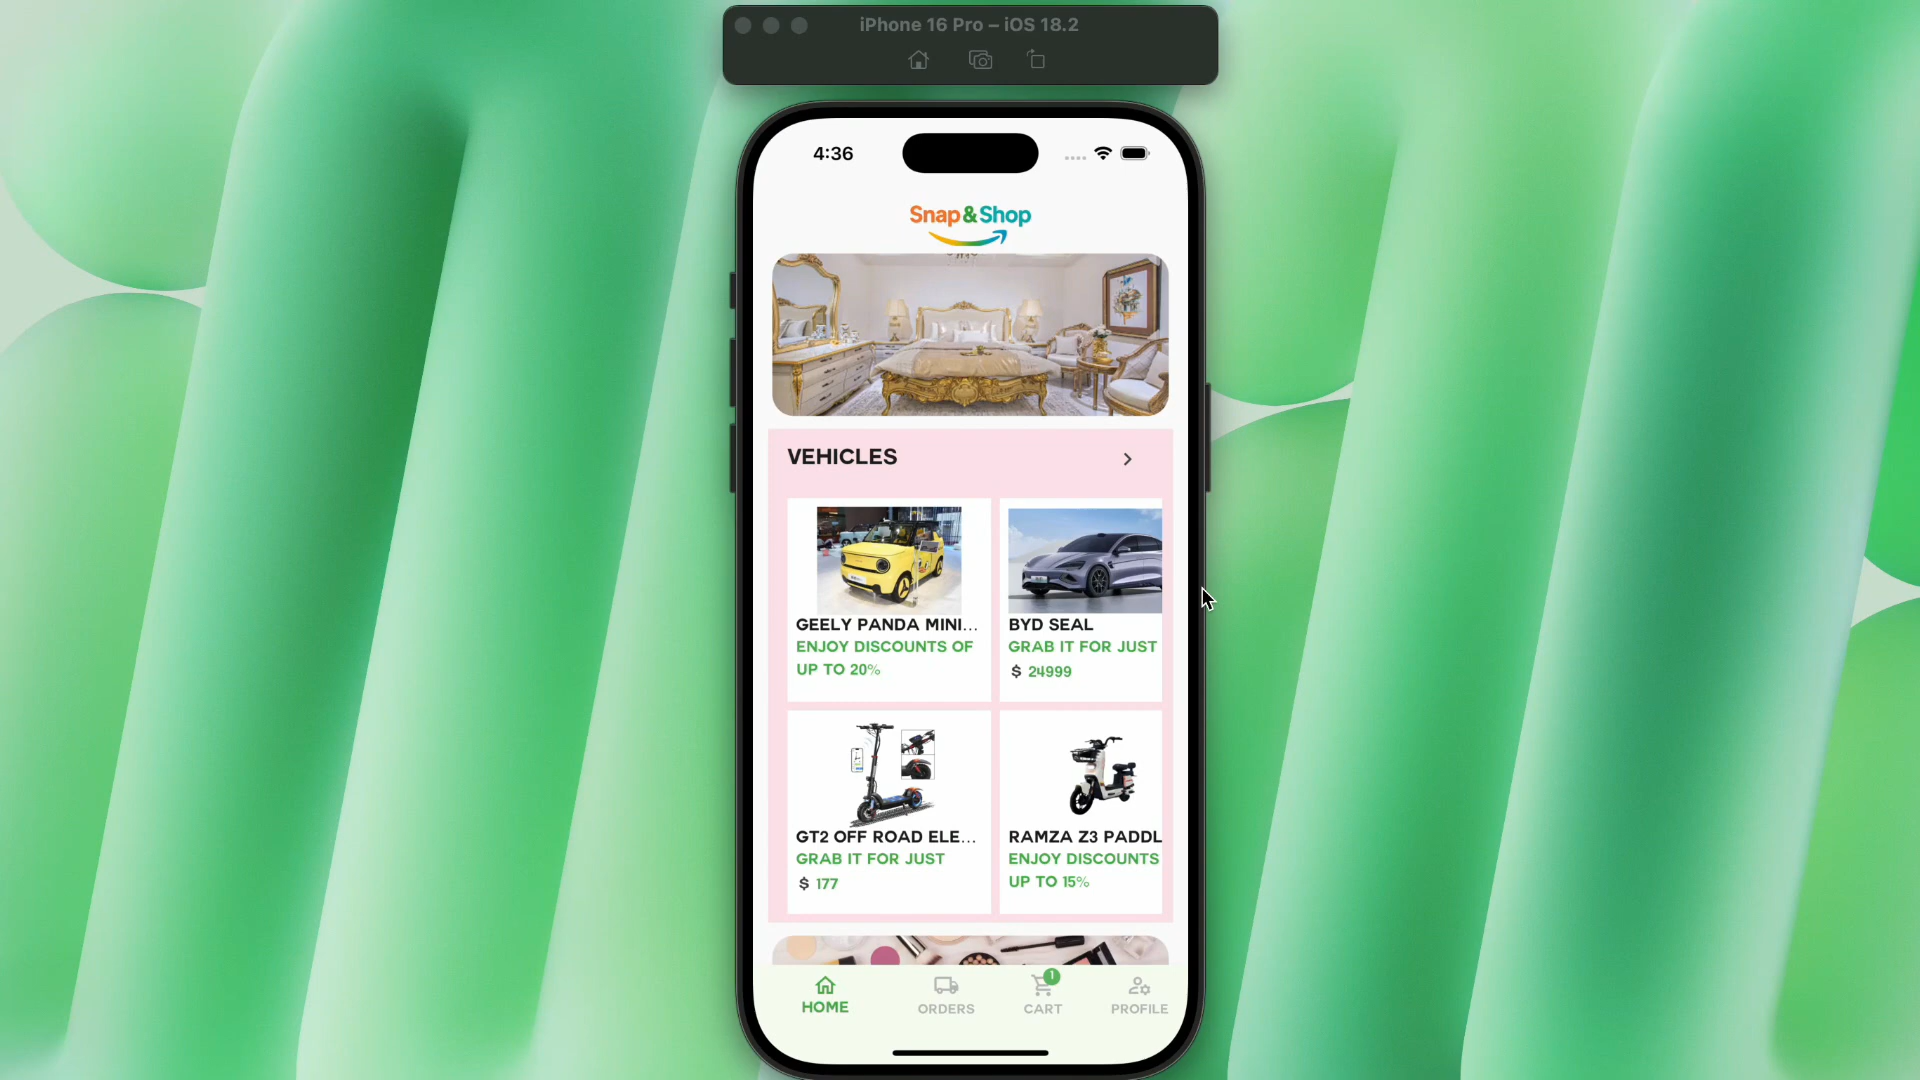 iPhone 16 Pro – iOS 18.2
4:36
Snap&Shop
VEHICLES
GEELY PANDA MINI...
ENJOY DISCOUNTS OF
UP TO 20%
BYD SEAL
GRAB IT FOR JUST
$ 24999
GT2 OFF ROAD ELE...
GRAB IT FOR JUST
$ 177
RAMZA Z3 PADDL
ENJOY DISCOUNTS
UP TO 15%
HOME
ORDERS
1
CART
PROFILE